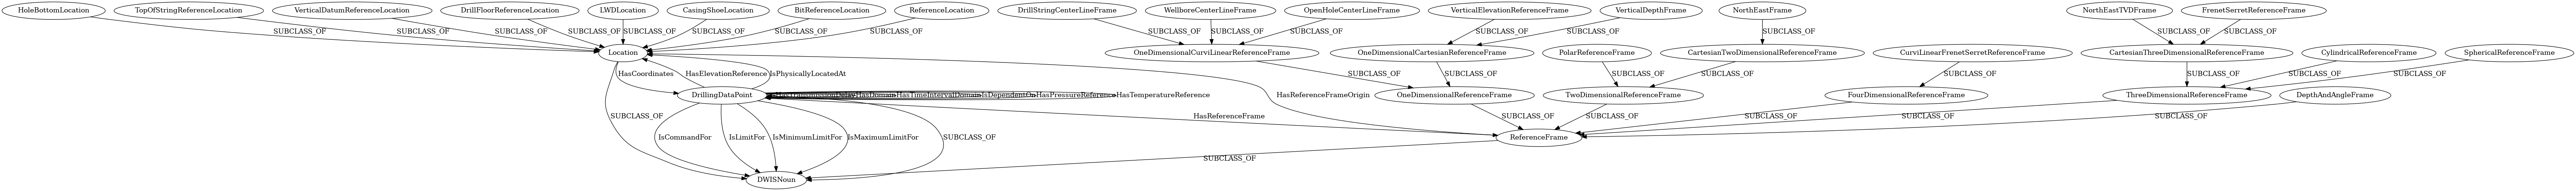 HoleBottomLocation TopOfStringReferenceLocation VerticalDatumReferenceLocation DrillFloorReferenceLocation LWDLocation CasingShoeLocation BitReferenceLocation ReferenceLocation DrillStringCenterLineFrame WellboreCenterLineFrame OpenHoleCenterLineFrame VerticalElevationReferenceFrame VerticalDepthFrame NorthEastFrame NorthEastTVDFrame FrenetSerretReferenceFrame
SUBCLASS_OF SUBCLASS_OF SUBCLASS_OF SUBCLASS_OF SUBCLASS_OF SUBCLASS_OF SUBCLASS_OF SUBCLASS_OF SUBCLASS_OF SUBCLASS_OF SUBCLASS_OF SUBCLASS_OF SUBCLASS_OF SUBCLASS_OF SUBCLASS_OF SUBCLASS_OF
Location OneDimensionalCurviLinearReferenceFrame OneDimensionalCartesianReferenceFrame PolarReferenceFrame CartesianTwoDimensionalReferenceFrame CurviLinearFrenetSerretReferenceFrame CartesianThreeDimensionalReferenceFrame CylindricalReferenceFrame SphericalReferenceFrame
HasCoordinates HasElevationReference IsPhysicallyLocatedAt SUBCLASS_OF SUBCLASS_OF SUBCLASS_OF SUBCLASS_OF SUBCLASS_OF SUBCLASS_OF SUBCLASS_OF SUBCLASS_OF
DrillingDataPoint HasTimeIntervalDomain IsDependentOn HasPressureReference HasTemperatureReference HasReferenceFrameOrigin OneDimensionalReferenceFrame TwoDimensionalReferenceFrame FourDimensionalReferenceFrame ThreeDimensionalReferenceFrame DepthAndAngleFrame
SUBCLASS_OF HasReferenceFrame SUBCLASS_OF SUBCLASS_OF SUBCLASS_OF SUBCLASS_OF SUBCLASS_OF
IsCommandFor IsLimitFor IsMinimumLimitFor IsMaximumLimitFor SUBCLASS_OF ReferenceFrame
SUBCLASS_OF
DWISNoun